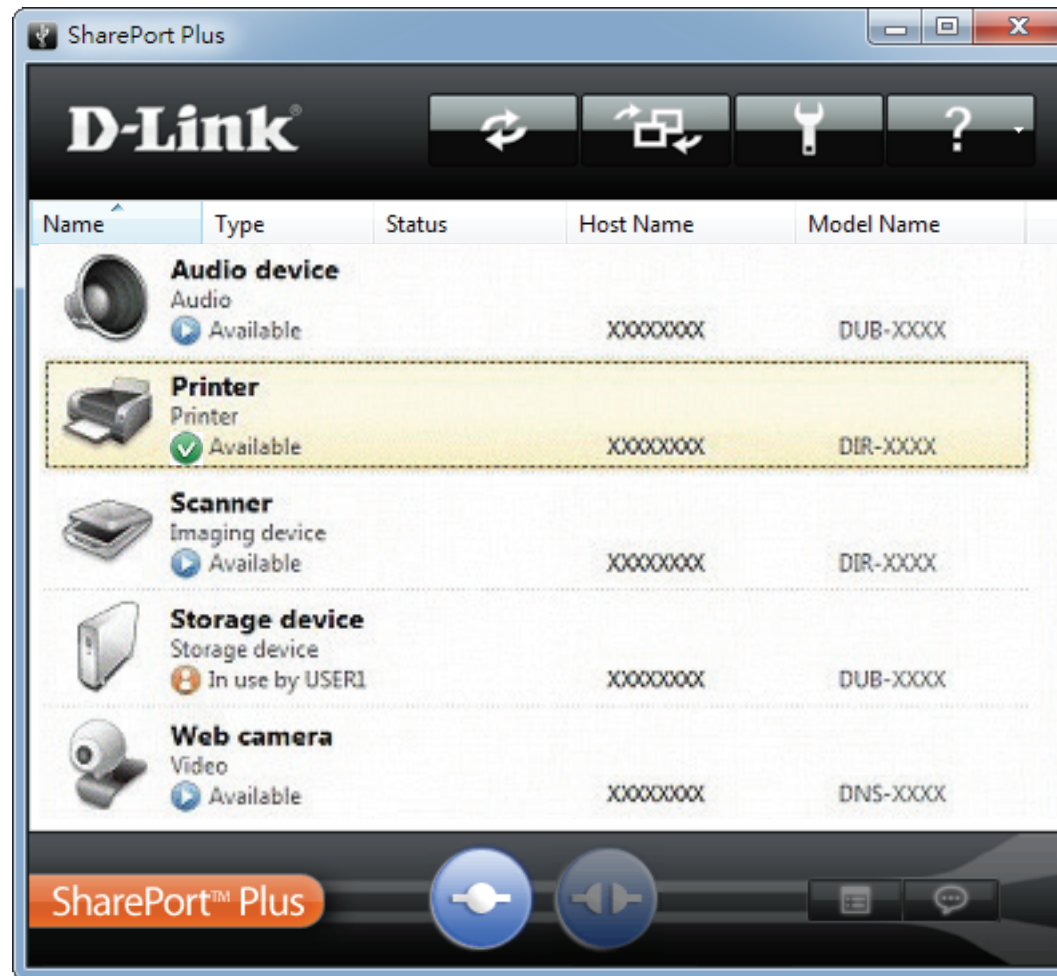 SharePort Plus
D-Link®
?
Name Type Status Host Name Model Name
Audio device
Audio
Available XXXXXXXX DUB-XXXX
Printer
Printer
Available XXXXXXXX DIR-XXXX
Scanner
Imaging device
Available XXXXXXXX DIR-XXXX
Storage device
Storage device
In use by USER1 XXXXXXXX DUB-XXXX
Web camera
Video
Available XXXXXXXX DNS-XXXX
SharePort™ Plus